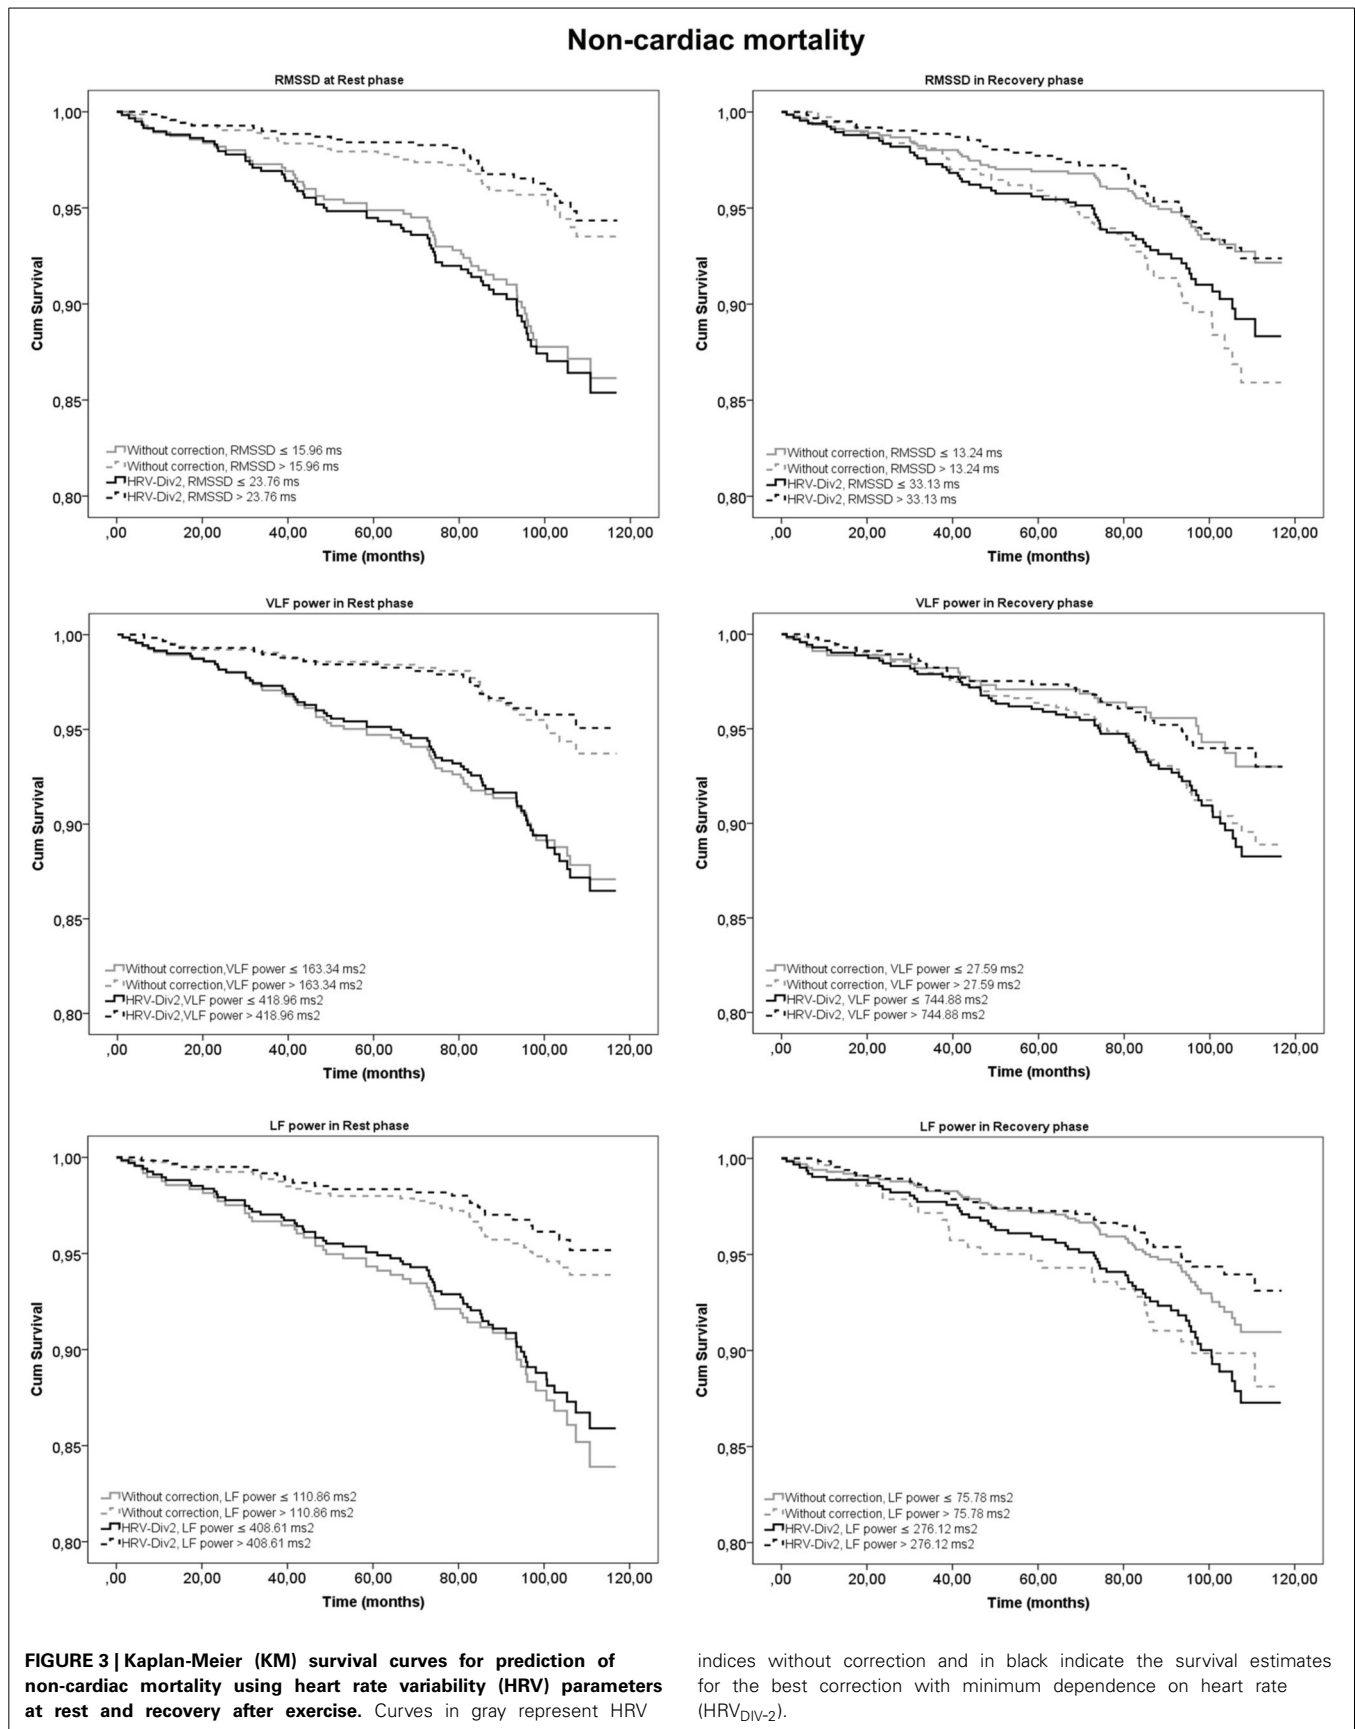 Non-cardiac mortality
RMSSD at Rest phase
1,00
0,95
0,90
0,85
0,80
Cum Survival
Without correction, RMSSD ≤ 15.96 ms
Without correction, RMSSD > 15.96 ms
HRV-Div2, RMSSD ≤ 23.76 ms
HRV-Div2, RMSSD > 23.76 ms
,00 20,00 40,00 60,00 80,00 100,00 120,00
Time (months)
RMSSD in Recovery phase
1,00
0,95
0,90
0,85
0,80
Cum Survival
Without correction, RMSSD ≤ 13.24 ms
Without correction, RMSSD > 13.24 ms
HRV-Div2, RMSSD ≤ 33.13 ms
HRV-Div2, RMSSD > 33.13 ms
,00 20,00 40,00 60,00 80,00 100,00 120,00
Time (months)
VLF power in Rest phase
1,00
0,95
0,90
0,85
0,80
Cum Survival
Without correction,VLF power ≤ 163.34 ms2
Without correction,VLF power > 163.34 ms2
HRV-Div2,VLF power ≤ 418.96 ms2
HRV-Div2,VLF power > 418.96 ms2
,00 20,00 40,00 60,00 80,00 100,00 120,00
Time (months)
VLF power in Recovery phase
1,00
0,95
0,90
0,85
0,80
Cum Survival
Without correction, VLF power ≤ 27.59 ms2
Without correction, VLF power > 27.59 ms2
HRV-Div2, VLF power ≤ 744.88 ms2
HRV-Div2, VLF power > 744.88 ms2
,00 20,00 40,00 60,00 80,00 100,00 120,00
Time (months)
LF power in Rest phase
1,00
0,95
0,90
0,85
0,80
Cum Survival
Without correction, LF power ≤ 110.86 ms2
Without correction, LF power > 110.86 ms2
HRV-Div2, LF power ≤ 408.61 ms2
HRV-Div2, LF power > 408.61 ms2
,00 20,00 40,00 60,00 80,00 100,00 120,00
Time (months)
LF power in Recovery phase
1,00
0,95
0,90
0,85
0,80
Cum Survival
Without correction, LF power ≤ 75.78 ms2
Without correction, LF power > 75.78 ms2
HRV-Div2, LF power ≤ 276.12 ms2
HRV-Div2, LF power > 276.12 ms2
,00 20,00 40,00 60,00 80,00 100,00 120,00
Time (months)
FIGURE 3 | Kaplan-Meier (KM) survival curves for prediction of
non-cardiac mortality using heart rate variability (HRV) parameters
at rest and recovery after exercise. Curves in gray represent HRV
indices without correction and in black indicate the survival estimates
for the best correction with minimum dependence on heart rate
(HRV_DIV-2).